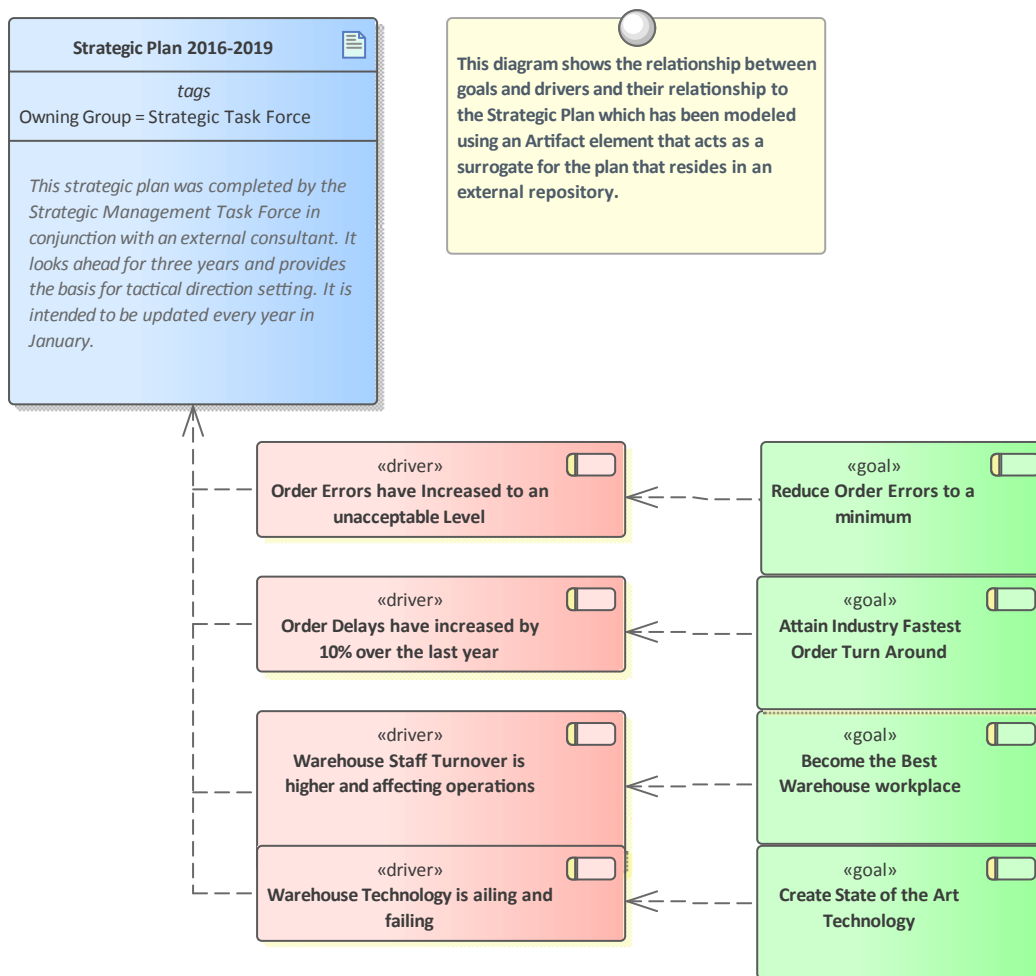 Strategic Plan 2016-2019
tags
Owning Group = Strategic Task Force
This strategic plan was completed by the
Strategic Management Task Force in
conjunction with an external consultant. It
looks ahead for three years and provides
the basis for tactical direction setting. It is
intended to be updated every year in
January.
This diagram shows the relationship between
goals and drivers and their relationship to
the Strategic Plan which has been modeled
using an Artifact element that acts as a
surrogate for the plan that resides in an
external repository.
«driver»
Order Errors have Increased to an
unacceptable Level
«goal»
Reduce Order Errors to a
minimum
«driver»
Order Delays have increased by
10% over the last year
«goal»
Attain Industry Fastest
Order Turn Around
«driver»
Warehouse Staff Turnover is
higher and affecting operations
«goal»
Become the Best
Warehouse workplace
«driver»
Warehouse Technology is ailing and
failing
«goal»
Create State of the Art
Technology